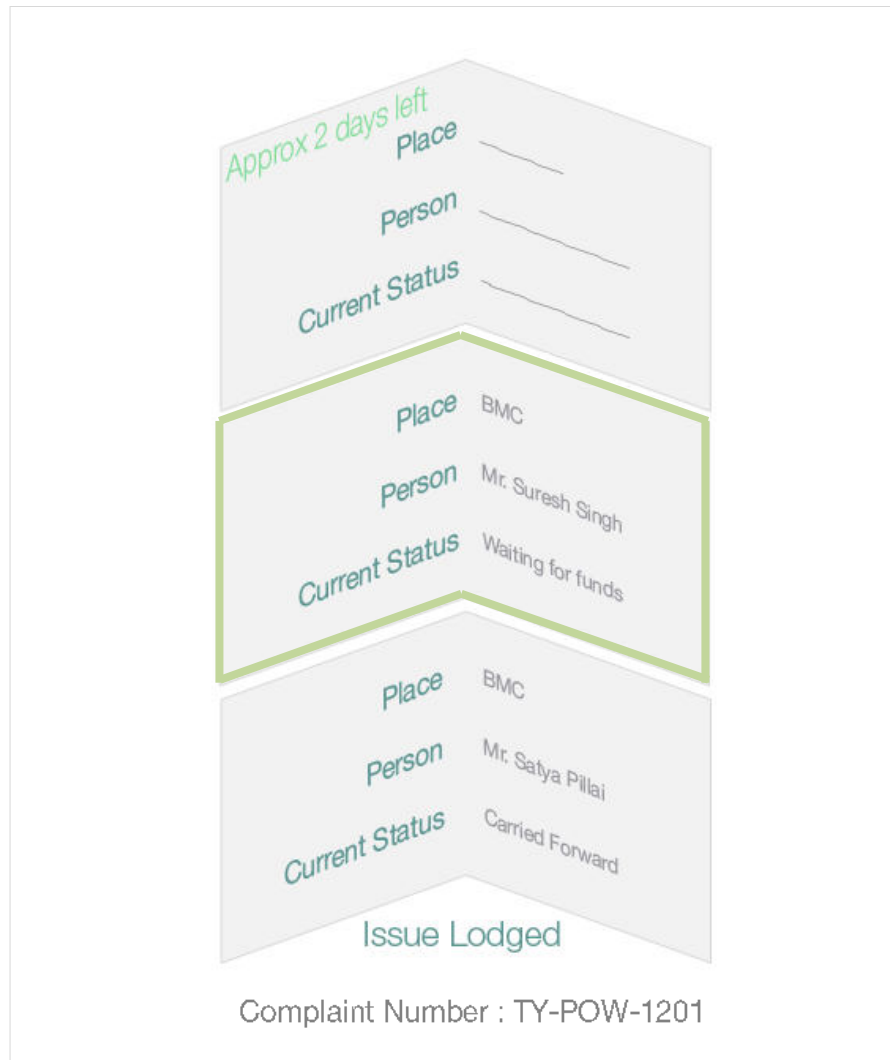 Approx 2 days left
Place
Person
Current Status
Place BMC
Person Mr. Suresh Singh
Current Status Waiting for funds
Place BMC
Person Mr. Satya Pillai
Current Status Carried Forward
Issue Lodged
Complaint Number : TY-POW-1201